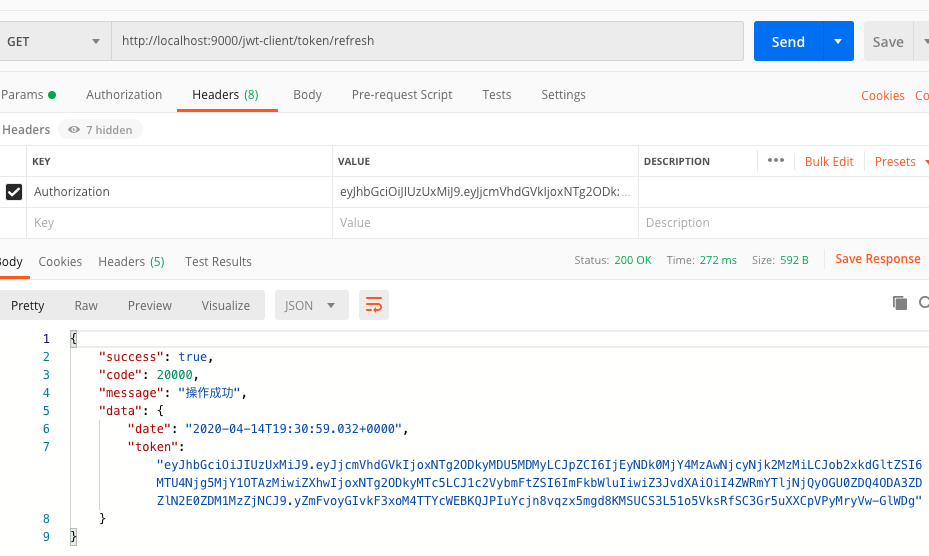 GET http://localhost:9000/jwt-client/token/refresh Send Save
Params Authorization Headers (8) Body Pre-request Script Tests Settings Cookies Co
Headers 7 hidden
KEY VALUE DESCRIPTION ••• Bulk Edit Presets
Authorization eyJhbGciOiJIUzUxMiJ9.eyJjcmVhdGVkIjoxNTg2ODk: ...
Key Value Description
Body Cookies Headers (5) Test Results Status: 200 OK Time: 272 ms Size: 592 B Save Response
Pretty Raw Preview Visualize JSON
1 {
2 "success": true,
3 "code": 20000,
4 "message": "操作成功",
5 "data": {
6 "date": "2020-04-14T19:30:59.032+0000",
7 "token":
"eyJhbGciOiJIUzUxMiJ9.eyJjcmVhdGVkIjoxNTg2ODkyMDU5MDMyLCJpZCI6IjEyNDk0MjY4MzAwNjcyNjk2MzMiLCJob2xkdGltZSI6
MTU4Njg5MjY1OTAzMiwiZXhwIjoxNTg2ODkyMTc5LCJ1c2VybmFtZSI6ImFkbWluIiwiZ3JvdXAiOiI4ZWRmYTljNjQyOGU0ZDQ4ODA3ZD
ZlN2E0ZDM1MzZjNCJ9.yZmFvoyGIvkF3xoM4TTYcWEBKQJPIuYcjn8vqzx5mgd8KMSUCS3L51o5VksRfSC3Gr5uXXCpVPyMryVw-GlWDg"
8 }
9 }